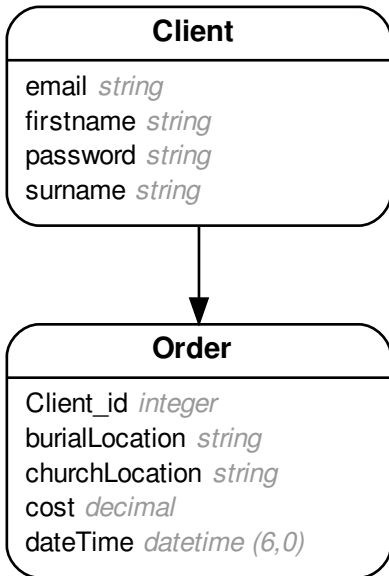 Client
email string
firstname string
password string
surname string
Order
Client_id integer
burialLocation string
churchLocation string
cost decimal
dateTime datetime (6,0)